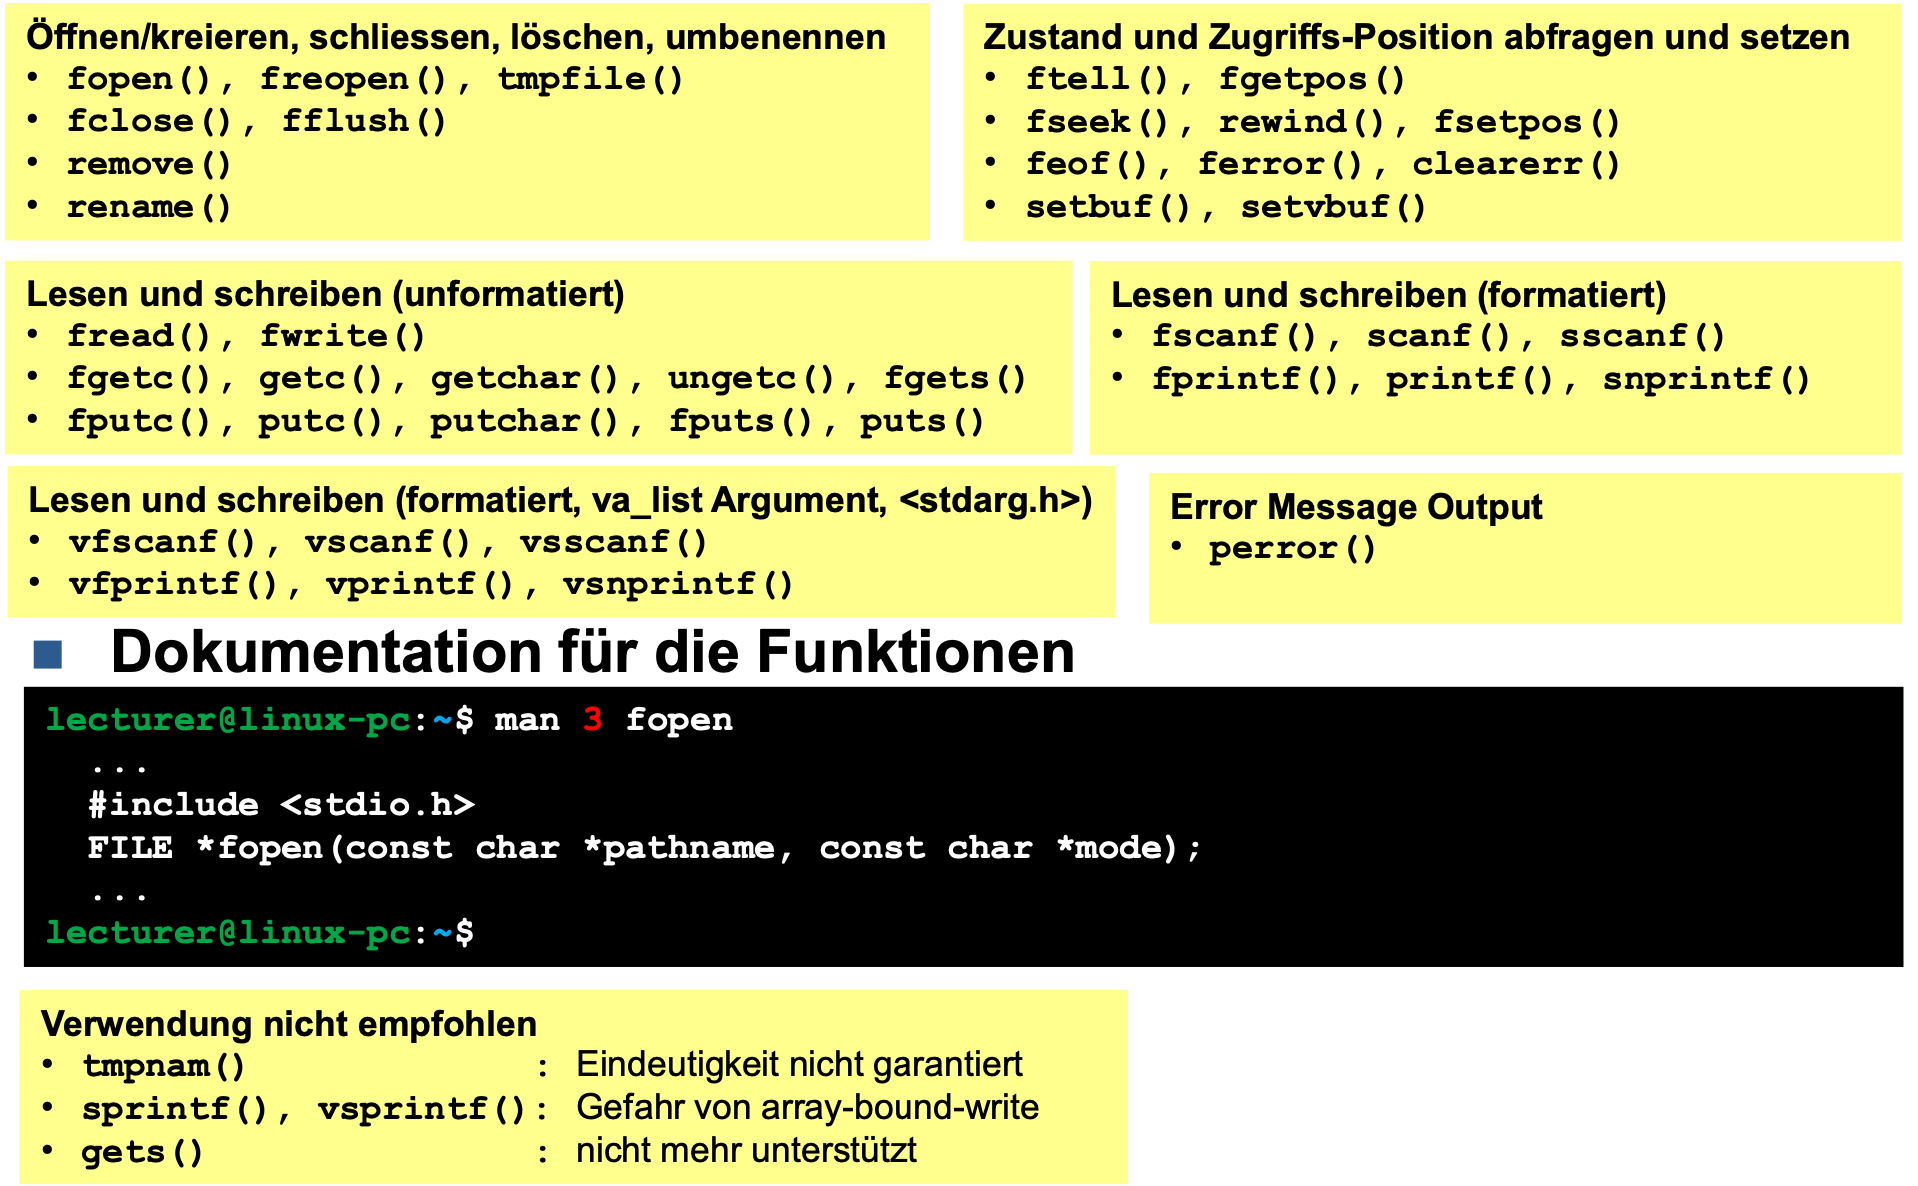 Öffnen/kreieren, schliessen, löschen, umbenennen
• fopen(), freopen(), tmpfile()
• fclose(), fflush()
• remove()
• rename()
Zustand und Zugriffs-Position abfragen und setzen
• ftell(), fgetpos()
• fseek(), rewind(), fsetpos()
• feof(), ferror(), clearerr()
• setbuf(), setvbuf()
Lesen und schreiben (unformatiert)
• fread(), fwrite()
• fgetc(), getc(), getchar(), ungetc(), fgets()
• fputc(), putc(), putchar(), fputs(), puts()
Lesen und schreiben (formatiert)
• fscanf(), scanf(), sscanf()
• fprintf(), printf(), snprintf()
Lesen und schreiben (formatiert, va_list Argument, <stdarg.h>)
• vfscanf(), vscanf(), vsscanf()
• vfprintf(), vprintf(), vsnprintf()
Error Message Output
• perror()
■ Dokumentation für die Funktionen
lecturer@linux-pc:~$ man 3 fopen
...
#include <stdio.h>
FILE *fopen(const char *pathname, const char *mode);
...
lecturer@linux-pc:~$
Verwendung nicht empfohlen
• tmpnam() : Eindeutigkeit nicht garantiert
• sprintf(), vsprintf(): Gefahr von array-bound-write
• gets() : nicht mehr unterstützt